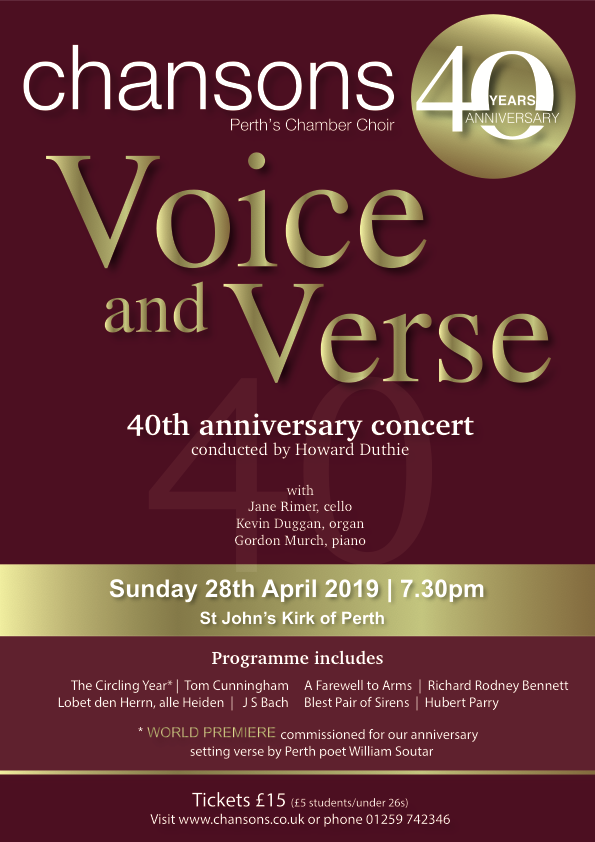 chansons
Perth's Chamber Choir
40
YEARS
ANNIVERSARY
Voice
and Verse
40
40th anniversary concert
conducted by Howard Duthie
with
Jane Rimer, cello
Kevin Duggan, organ
Gordon Murch, piano
Sunday 28th April 2019 | 7.30pm
St John's Kirk of Perth
Programme includes
The Circling Year* | Tom Cunningham A Farewell to Arms | Richard Rodney Bennett
Lobet den Herrn, alle Heiden | J S Bach Blest Pair of Sirens | Hubert Parry
* WORLD PREMIERE commissioned for our anniversary
setting verse by Perth poet William Soutar
Tickets £15 (£5 students/under 26s)
Visit www.chansons.co.uk or phone 01259 742346